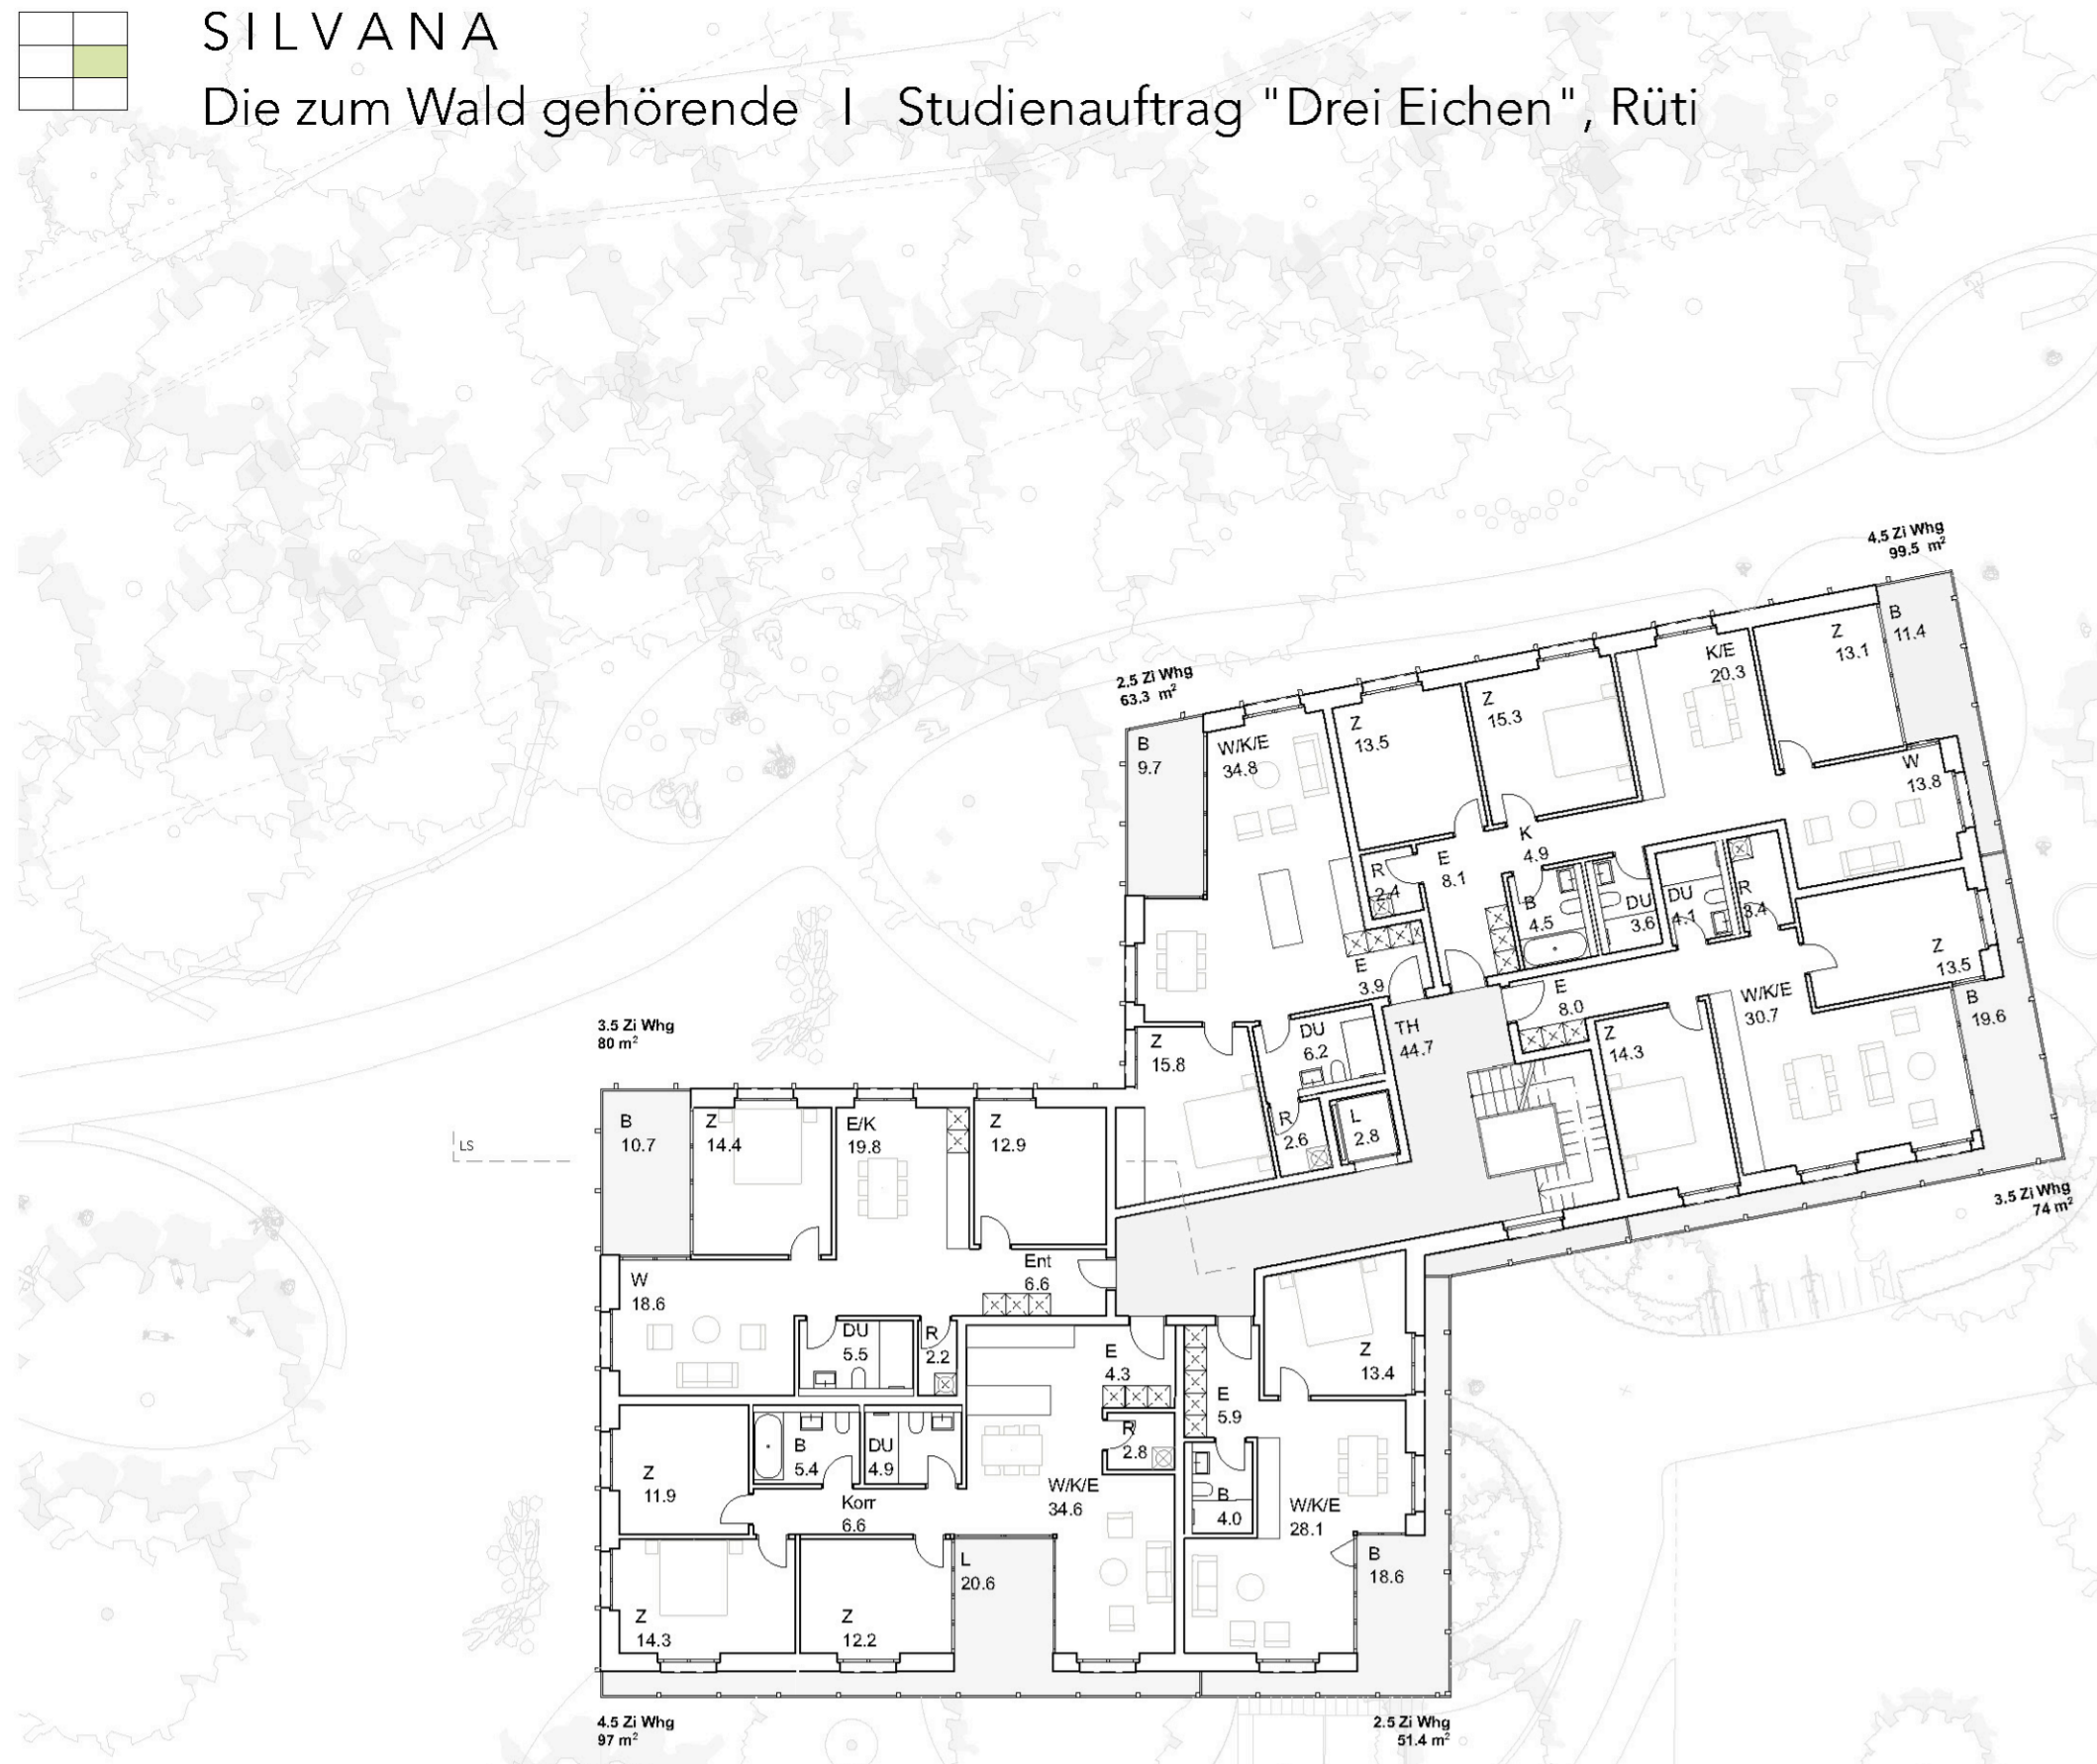 SILVANA
Die zum Wald gehörende I Studienauftrag "Drei Eichen", Rüti
4.5 Zi Whg
99.5 m²
2.5 Zi Whg
63.3 m²
B
11.4
Z
13.1
K/E
20.3
Z
15.3
Z
13.5
W/K/E
34.8
B
9.7
W
13.8
K
4.9
E
8.1
R
2.4
B
4.5
DU
3.6
DU
4.1
R
3.4
Z
13.5
E
3.9
E
8.0
W/K/E
30.7
B
19.6
3.5 Zi Whg
80 m²
Z
15.8
DU
6.2
TH
44.7
Z
14.3
R
2.6
L
2.8
LS
B
10.7
Z
14.4
E/K
19.8
Z
12.9
3.5 Zi Whg
74 m²
W
18.6
Ent
6.6
DU
5.5
R
2.2
E
4.3
E
5.9
Z
13.4
B
5.4
DU
4.9
R
2.8
Z
11.9
Korr
6.6
W/K/E
34.6
B
4.0
W/K/E
28.1
L
20.6
B
18.6
Z
14.3
Z
12.2
4.5 Zi Whg
97 m²
2.5 Zi Whg
51.4 m²